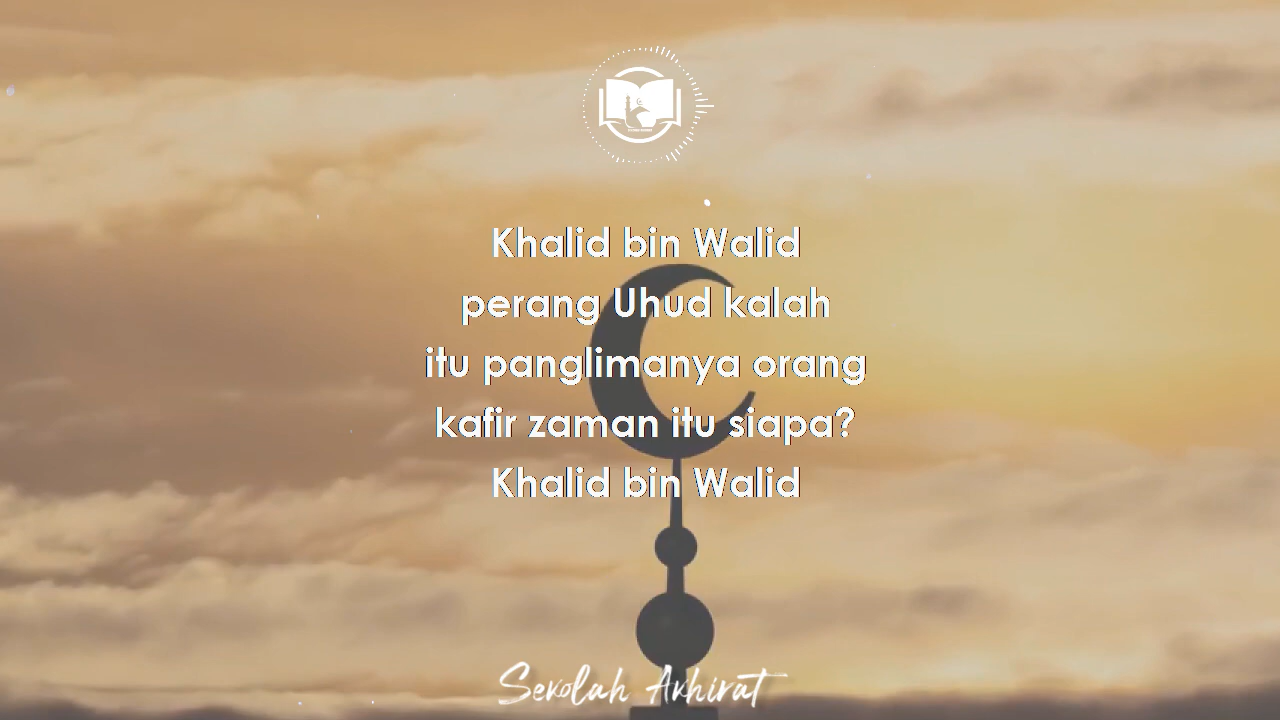 Khalid bin Walid
perang Uhud kalah
itu panglimanya orang
kafir zaman itu siapa?
Khalid bin Walid
Sekolah Akhirat